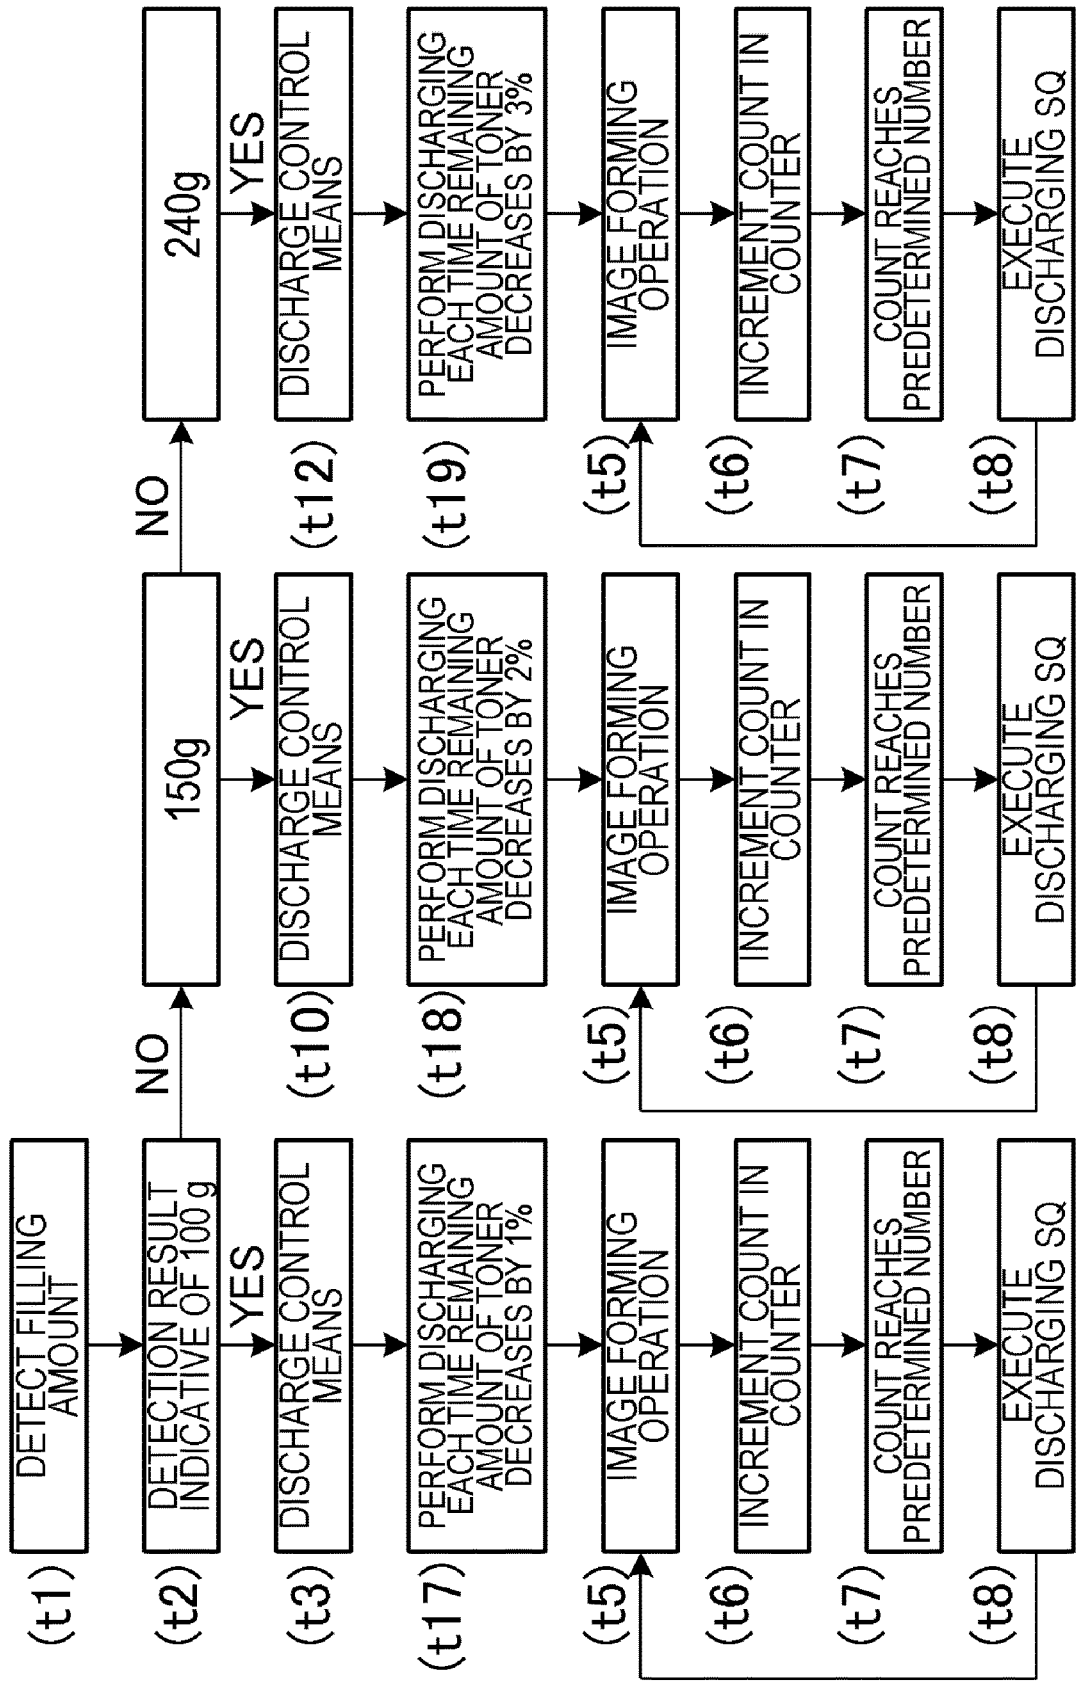 (t1)
DETECT FILLING
AMOUNT
(t2)
DETECTION RESULT
INDICATIVE OF 100 g
NO
YES
(t3)
DISCHARGE CONTROL
MEANS
(t17)
PERFORM DISCHARGING
EACH TIME REMAINING
AMOUNT OF TONER
DECREASES BY 1%
(t5)
IMAGE FORMING
OPERATION
(t6)
INCREMENT COUNT IN
COUNTER
(t7)
COUNT REACHES
PREDETERMINED NUMBER
(t8)
EXECUTE
DISCHARGING SQ
150g
NO
YES
(t10)
DISCHARGE CONTROL
MEANS
(t18)
PERFORM DISCHARGING
EACH TIME REMAINING
AMOUNT OF TONER
DECREASES BY 2%
(t5)
IMAGE FORMING
OPERATION
(t6)
INCREMENT COUNT IN
COUNTER
(t7)
COUNT REACHES
PREDETERMINED NUMBER
(t8)
EXECUTE
DISCHARGING SQ
240g
YES
(t12)
DISCHARGE CONTROL
MEANS
(t19)
PERFORM DISCHARGING
EACH TIME REMAINING
AMOUNT OF TONER
DECREASES BY 3%
(t5)
IMAGE FORMING
OPERATION
(t6)
INCREMENT COUNT IN
COUNTER
(t7)
COUNT REACHES
PREDETERMINED NUMBER
(t8)
EXECUTE
DISCHARGING SQ